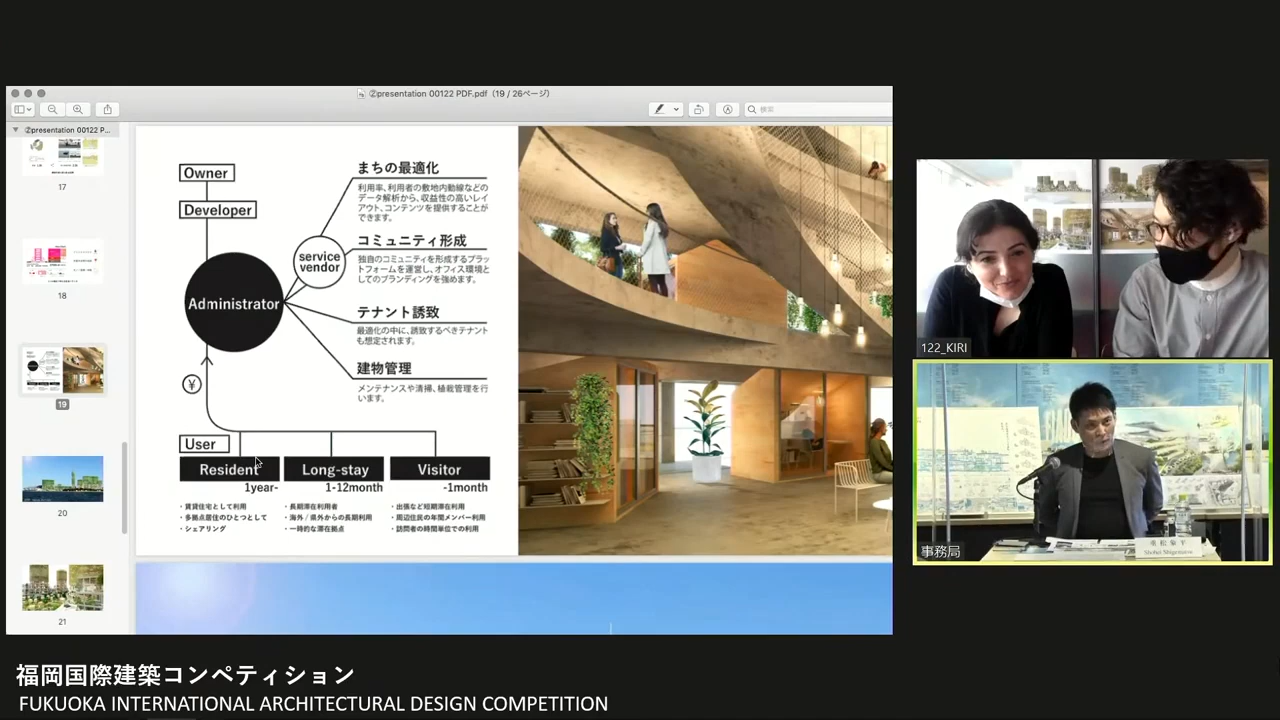 ②presentation 00122 PDF.pdf (19 / 26ページ)
検索
②presentation 00122 P...
17
18
19
20
21
Owner
Developer
Administrator
service
vendor
¥
まちの最適化
利用率、利用者の敷地内動線などの
データ解析から、収益性の高いレイ
アウト、コンテンツを提供することが
できます。
コミュニティ形成
独自のコミュニティを形成するプラッ
トフォームを運営し、オフィス環境と
してのブランディングを強めます。
テナント誘致
最適化の中に、誘致するべきテナント
も想定されます。
建物管理
メンテナンスや清掃、植栽管理を行
います。
User
Resident
1year-
・賃貸住宅として利用
・多拠点居住のひとつとして
・シェアリング
Long-stay
1-12month
・長期滞在利用者
・海外/県外からの長期利用
・一時的な滞在拠点
Visitor
-1month
・出張など短期滞在利用
・周辺住民の年間メンバー利用
・訪問者の時間単位での利用
122_KIRI
事務局
重松象平
Shohei Shigematsu
福岡国際建築コンペティション
FUKUOKA INTERNATIONAL ARCHITECTURAL DESIGN COMPETITION